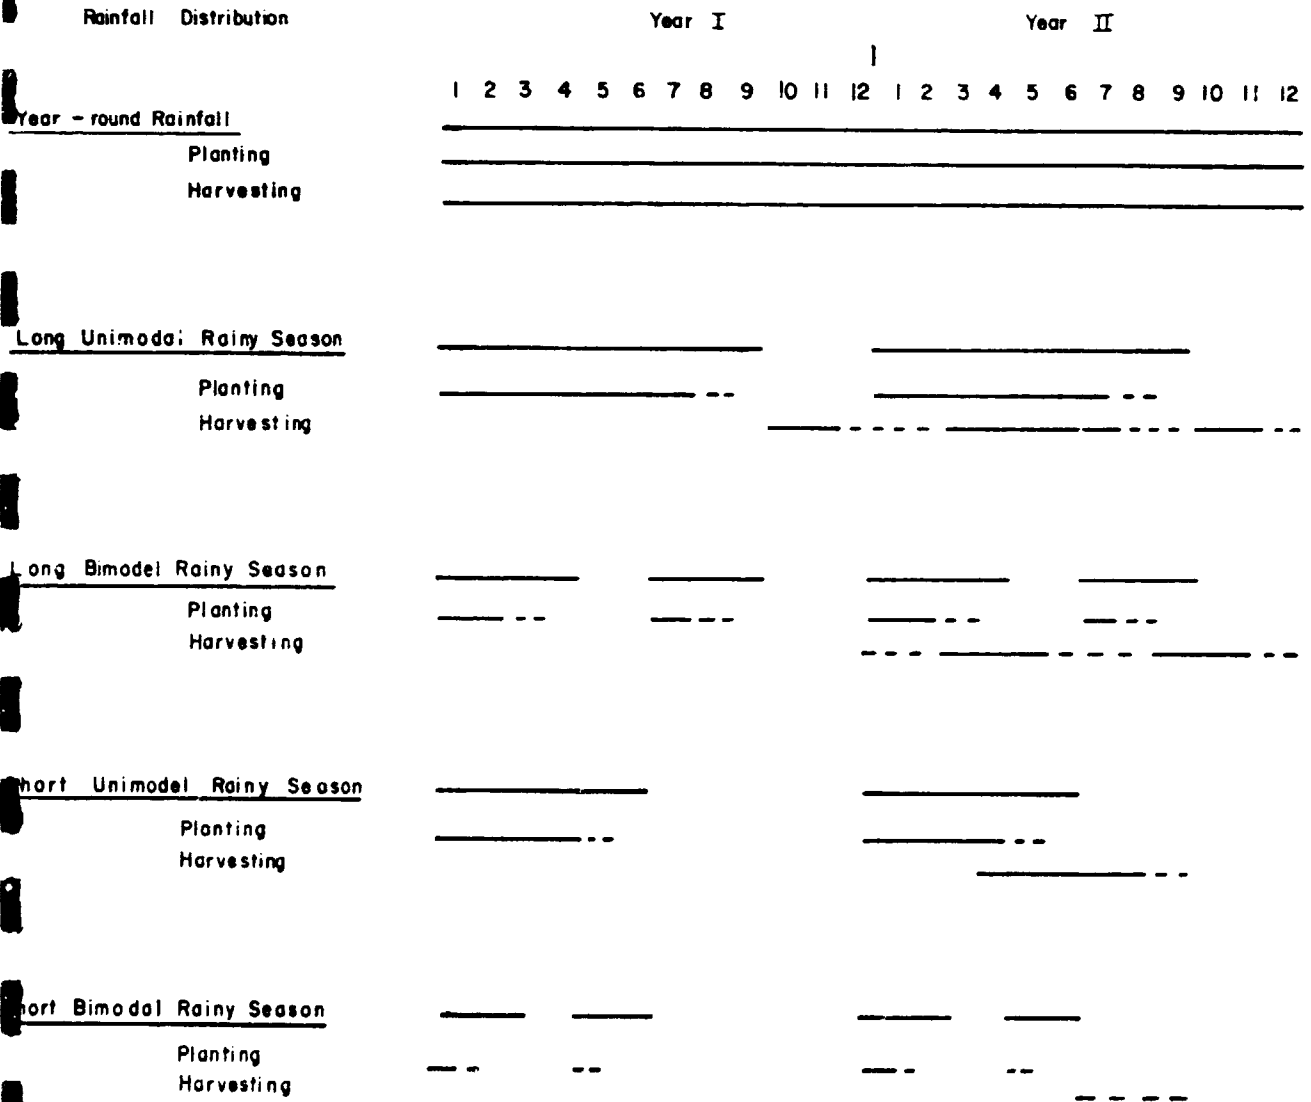 Rainfall Distribution Year I Year II
1 2 3 4 5 6 7 8 9 10 11 12 1 2 3 4 5 6 7 8 9 10 11 12
Year - round Rainfall
Planting
Harvesting
Long Unimodal Rainy Season
Planting
Harvesting
Long Bimodel Rainy Season
Planting
Harvesting
hort Unimodel Rainy Season
Planting
Harvesting
hort Bimodal Rainy Season
Planting
Harvesting